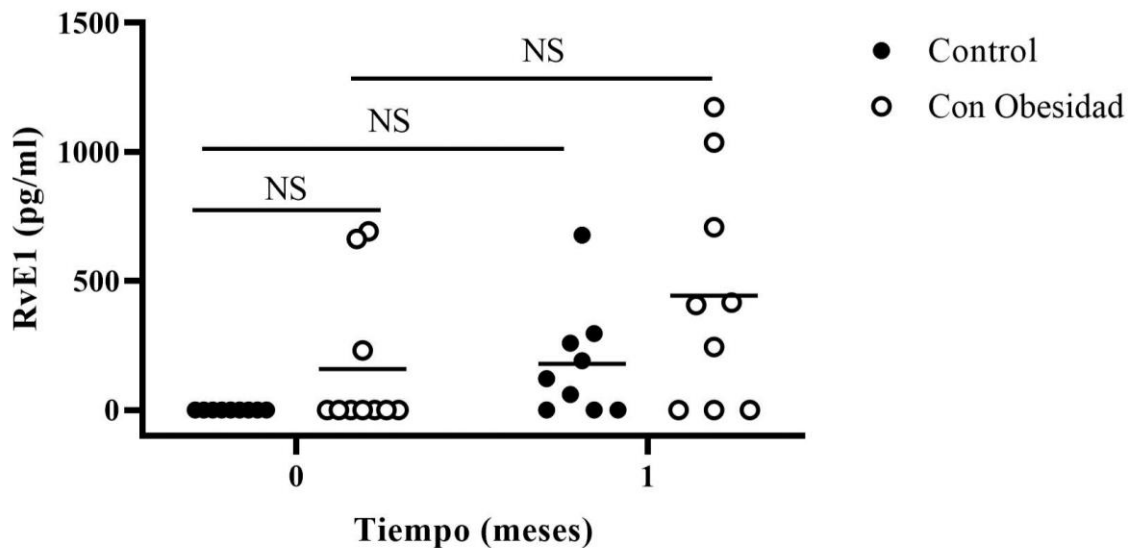 1500
NS
Control
Con Obesidad
NS
1000
NS
RvE1 (pg/ml)
500
0
0
1
Tiempo (meses)